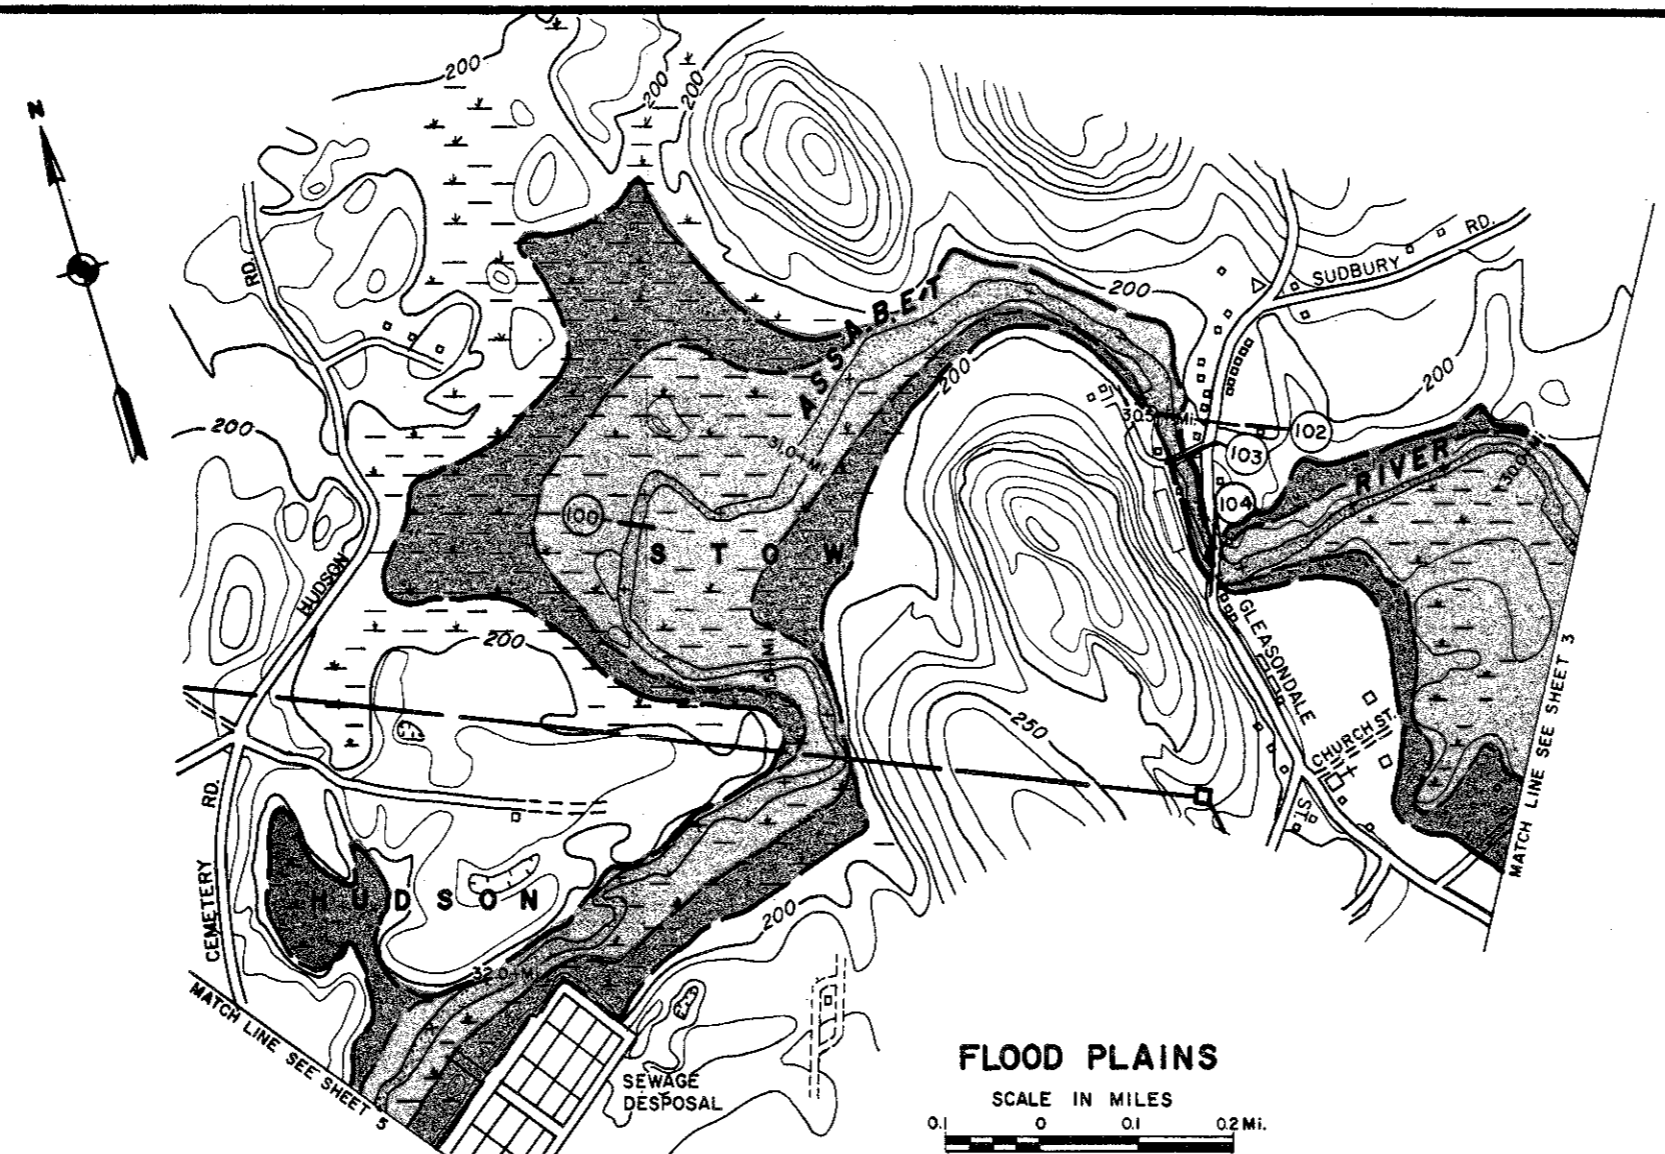 N
200
200
200
RD.
ASSABET
200
SUDBURY RD.
200
200
200
31.0+Mi.
102
103
RIVER
100
104
STOW
HUDSON
200
GLEASONDALE
250
CHURCH ST.
ST.
MATCH LINE SEE SHEET 3
CEMETERY RD.
HUDSON
200
32.0+Mi.
MATCH LINE SEE SHEET 5
SEWAGE
DESPOSAL
FLOOD PLAINS
SCALE IN MILES
0.1 0 0.1 0.2 Mi.